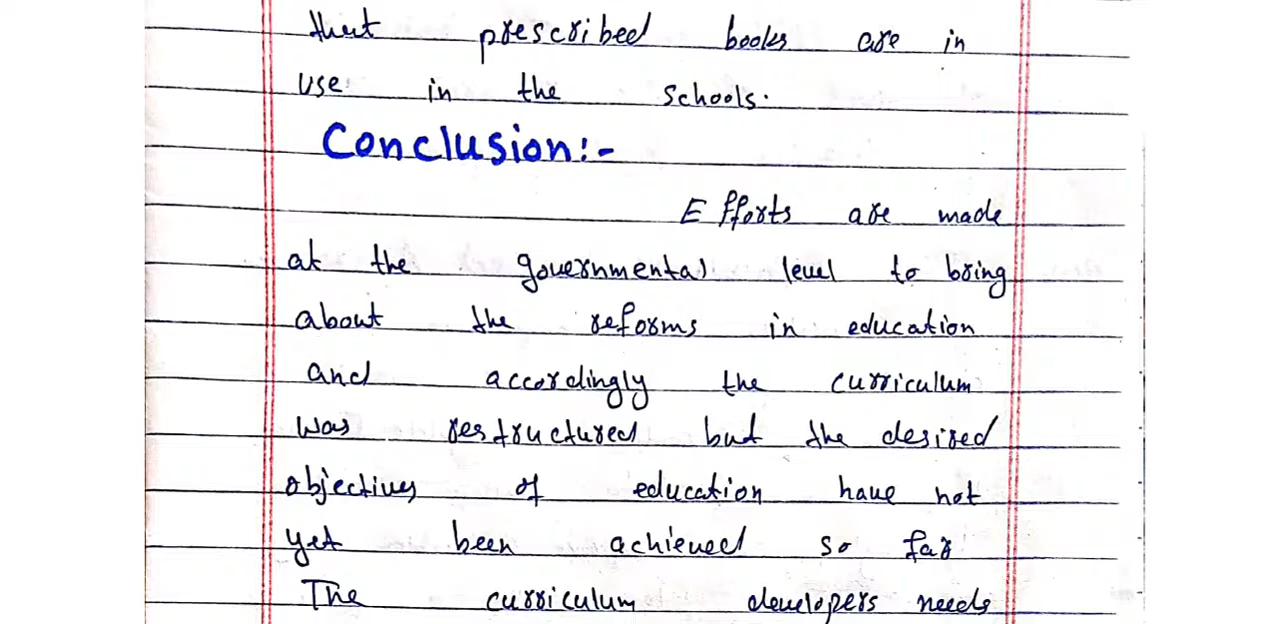 that prescribed books are in
use in the schools.
Conclusion:-
Efforts are made
at the governmental level to bring
about the reforms in education
and accordingly the curriculum
was restructured but the desired
objectives of education have not
yet been achieved so far
The curriculum developers needs